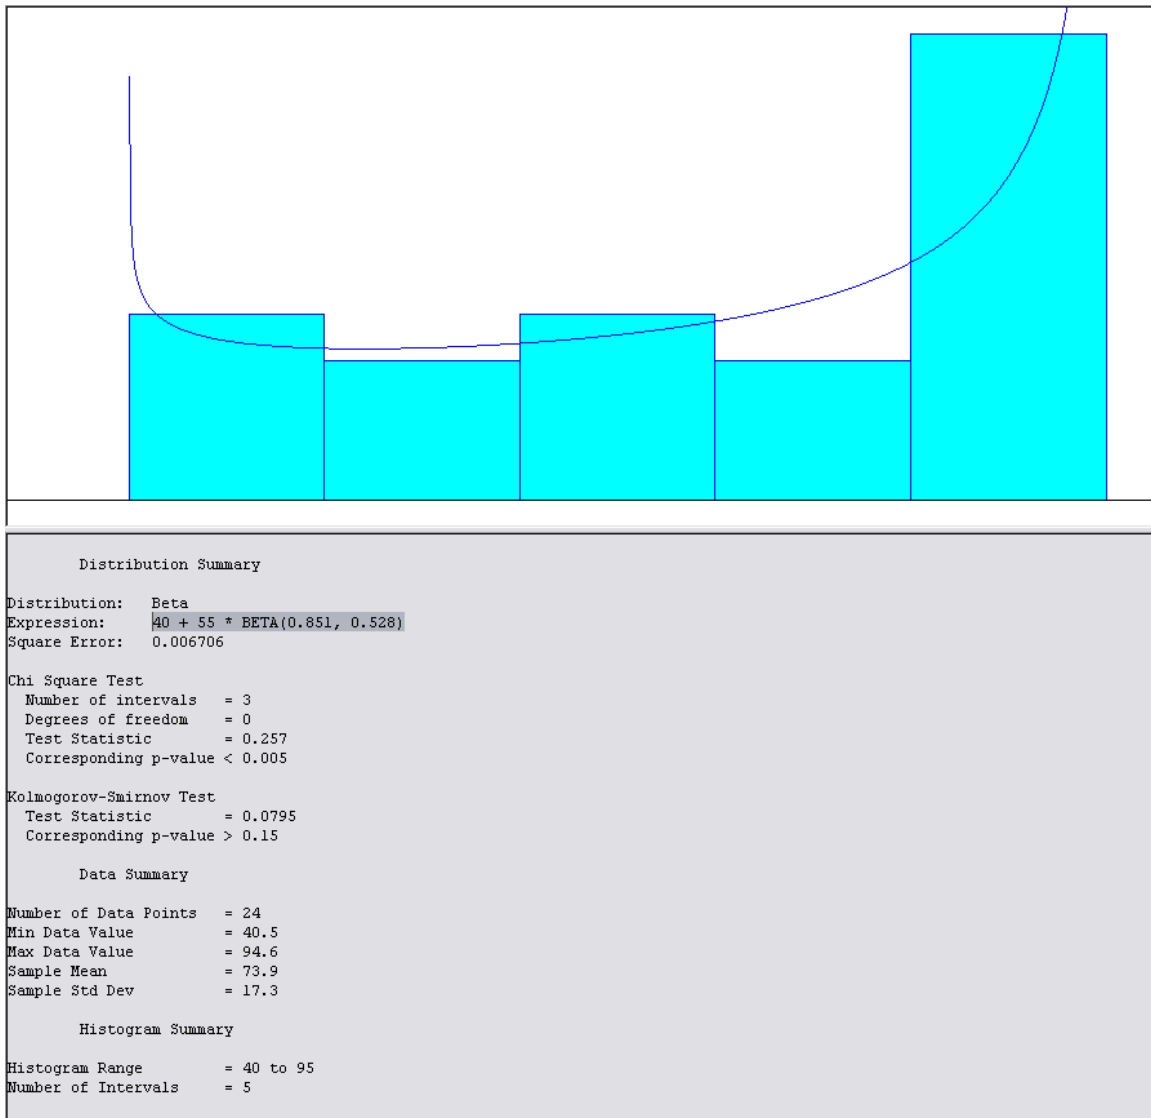 Distribution Summary
Distribution: Beta
Expression: 40 + 55 * BETA(0.851, 0.528)
Square Error: 0.006706
Chi Square Test
Number of intervals = 3
Degrees of freedom = 0
Test Statistic = 0.257
Corresponding p-value < 0.005
Kolmogorov-Smirnov Test
Test Statistic = 0.0795
Corresponding p-value > 0.15
Data Summary
Number of Data Points = 24
Min Data Value = 40.5
Max Data Value = 94.6
Sample Mean = 73.9
Sample Std Dev = 17.3
Histogram Summary
Histogram Range = 40 to 95
Number of Intervals = 5